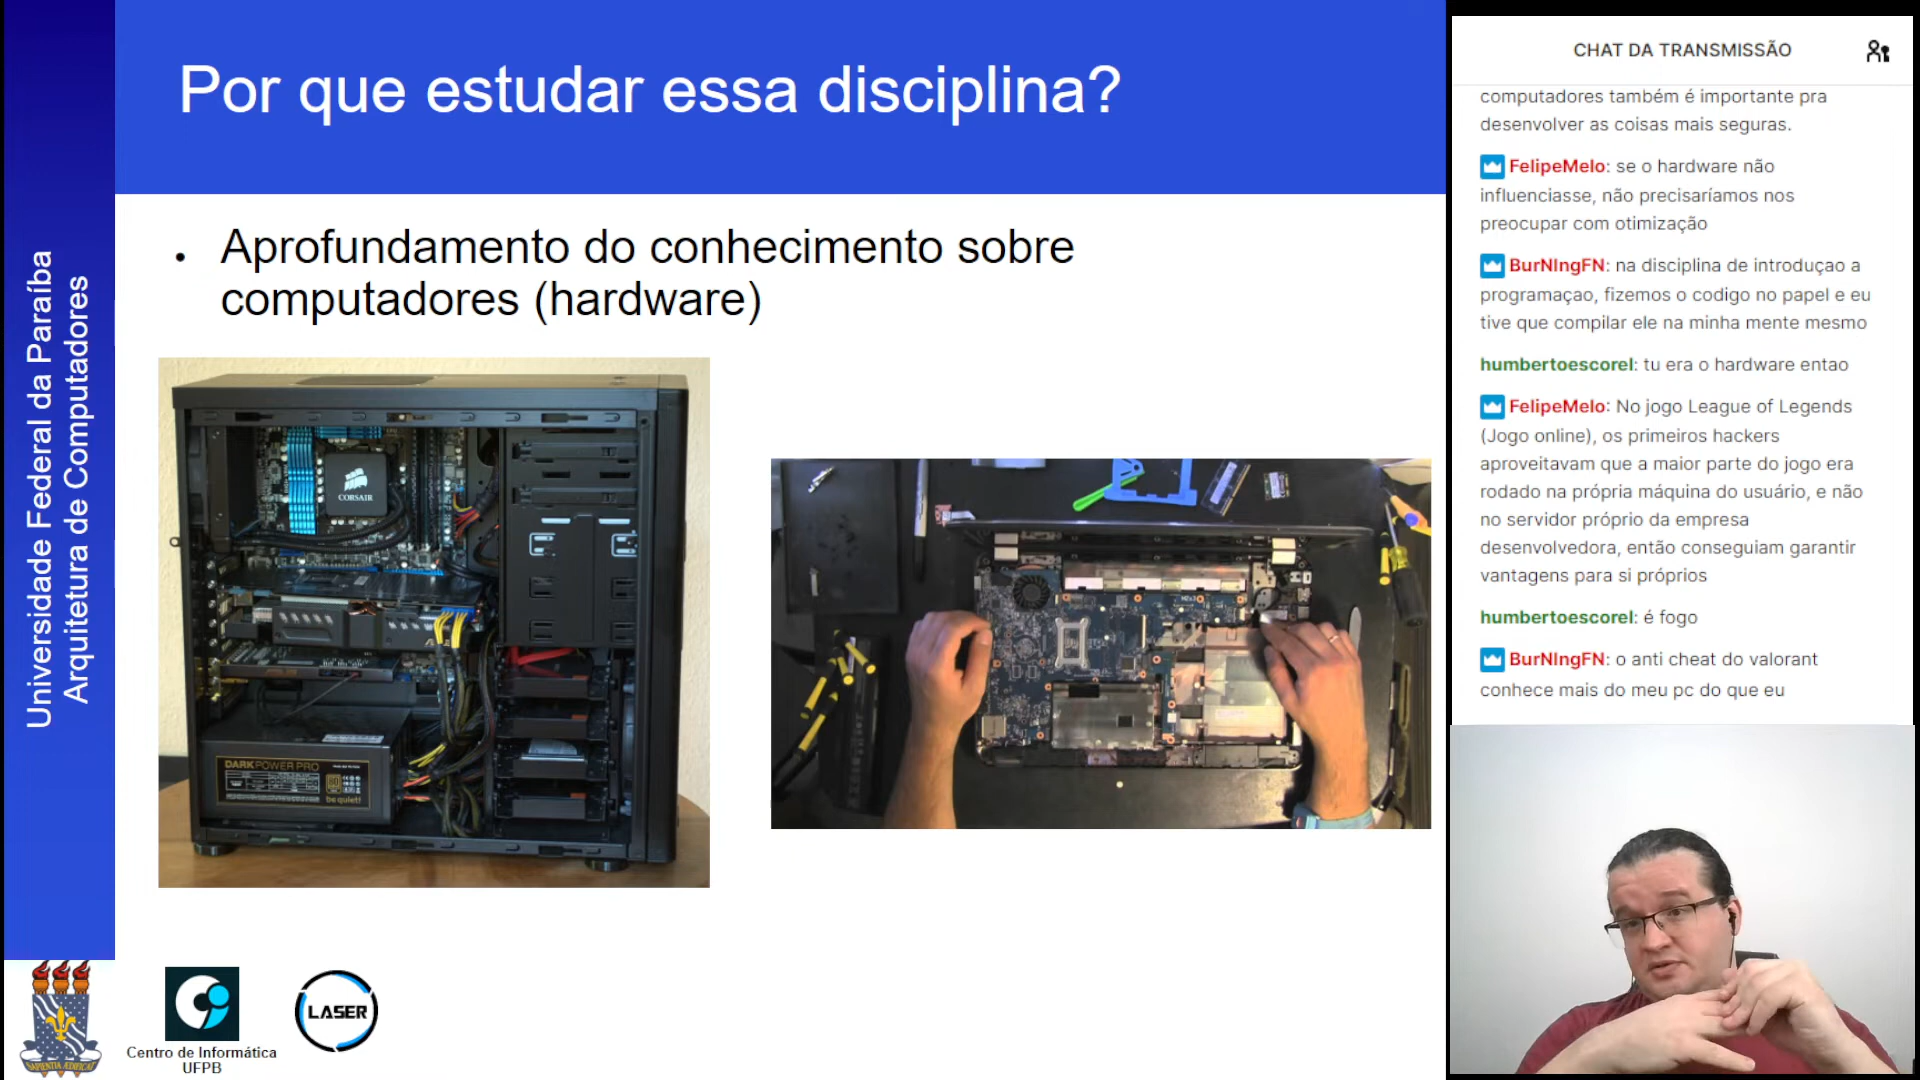 Universidade Federal da Paraíba
Arquitetura de Computadores
Por que estudar essa disciplina?
• Aprofundamento do conhecimento sobre
computadores (hardware)
CORSAIR
DARK POWER PRO
be quiet!
Centro de Informática
UFPB
LASER
SAPIENTIA ÆDIFICAT
CHAT DA TRANSMISSÃO
computadores também é importante pra
desenvolver as coisas mais seguras.
FelipeMelo: se o hardware não
influenciasse, não precisaríamos nos
preocupar com otimização
BurNIngFN: na disciplina de introduçao a
programaçao, fizemos o codigo no papel e eu
tive que compilar ele na minha mente mesmo
humbertoescorel: tu era o hardware entao
FelipeMelo: No jogo League of Legends
(Jogo online), os primeiros hackers
aproveitavam que a maior parte do jogo era
rodado na própria máquina do usuário, e não
no servidor próprio da empresa
desenvolvedora, então conseguiam garantir
vantagens para si próprios
humbertoescorel: é fogo
BurNIngFN: o anti cheat do valorant
conhece mais do meu pc do que eu